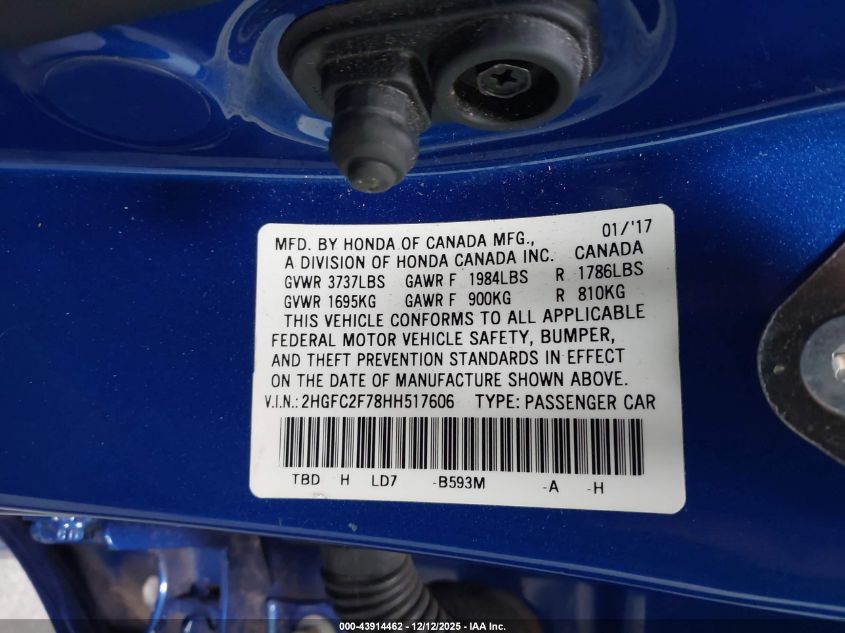 01/'17
MFD. BY HONDA OF CANADA MFG.,
A DIVISION OF HONDA CANADA INC. CANADA
GVWR 3737LBS GAWR F 1984LBS R 1786LBS
GVWR 1695KG GAWR F 900KG R 810KG
THIS VEHICLE CONFORMS TO ALL APPLICABLE
FEDERAL MOTOR VEHICLE SAFETY, BUMPER,
AND THEFT PREVENTION STANDARDS IN EFFECT
ON THE DATE OF MANUFACTURE SHOWN ABOVE.
V.I.N.: 2HGFC2F78HH517606 TYPE: PASSENGER CAR
TBD H LD7 -B593M -A -H
000-43914462 - 12/12/2025 - IAA Inc.